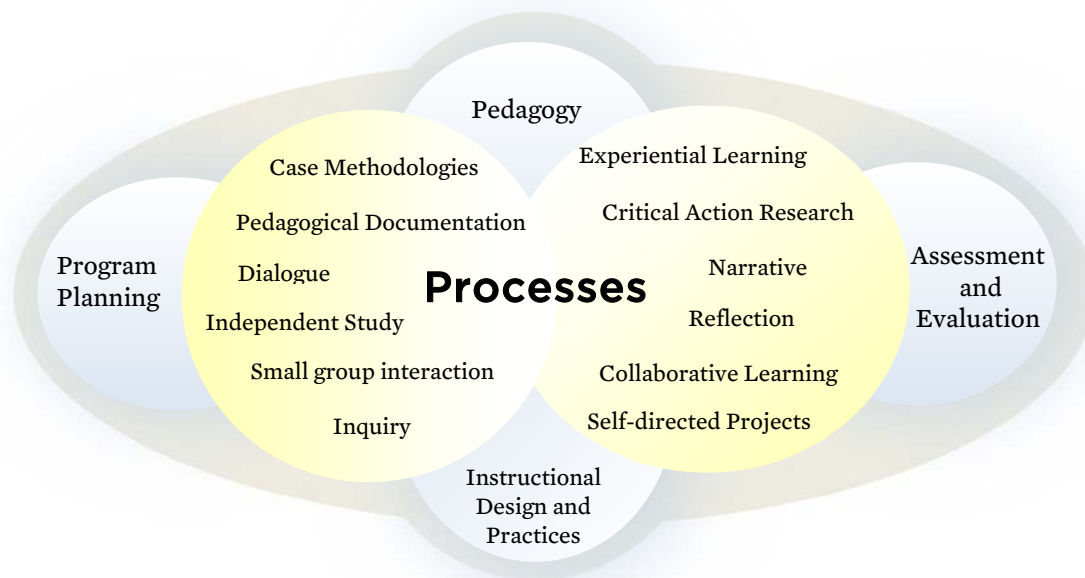 Pedagogy
Case Methodologies
Pedagogical Documentation
Dialogue
Independent Study
Small group interaction
Inquiry
Processes
Experiential Learning
Critical Action Research
Narrative
Reflection
Collaborative Learning
Self-directed Projects
Program
Planning
Assessment
and
Evaluation
Instructional
Design and
Practices